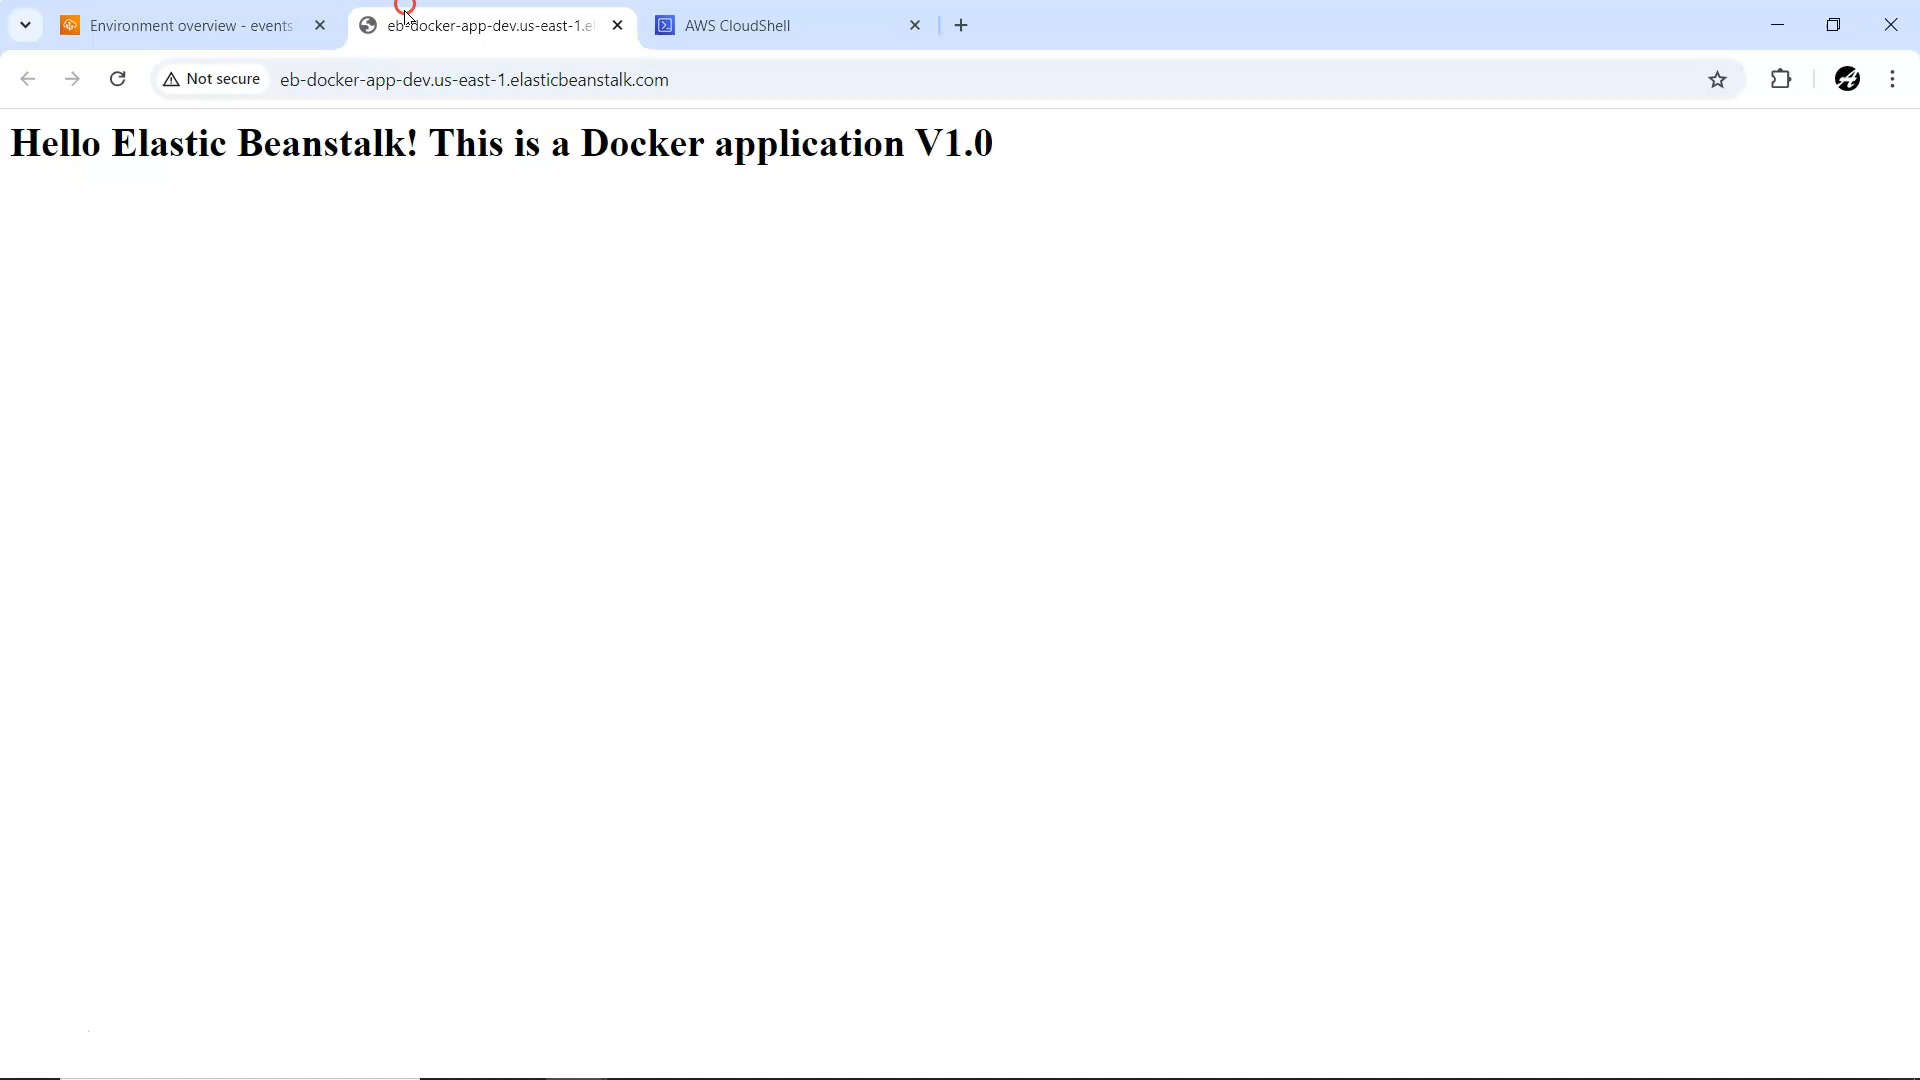 Environment overview - events
eb-docker-app-dev.us-east-1.el
AWS CloudShell
Not secure
eb-docker-app-dev.us-east-1.elasticbeanstalk.com
Hello Elastic Beanstalk! This is a Docker application V1.0